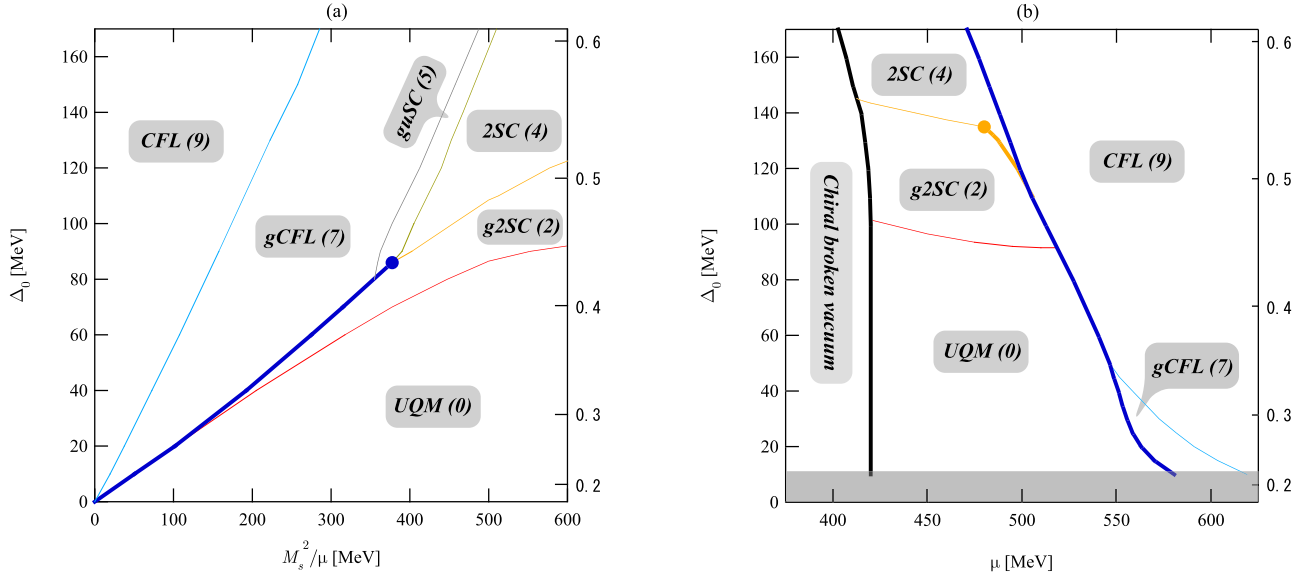 (a)
160
140
120
100
80
60
40
20
0
Δ0 [MeV]
0.6
0.5
0.4
0.3
0.2
CFL (9)
guSC (5)
2SC (4)
gCFL (7)
g2SC (2)
UQM (0)
0 100 200 300 400 500 600
Ms2/μ [MeV]
(b)
160
140
120
100
80
60
40
20
0
Δ0 [MeV]
0.6
0.5
0.4
0.3
0.2
2SC (4)
CFL (9)
g2SC (2)
Chiral broken vacuum
UQM (0)
gCFL (7)
400 450 500 550 600
μ [MeV]